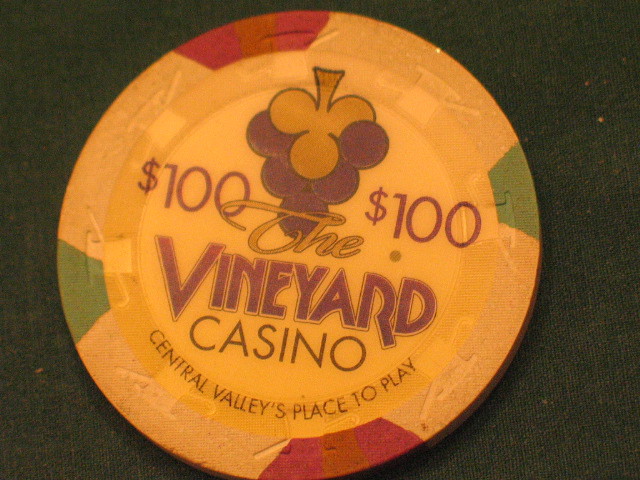 $100 $100
The
VINEYARD
CASINO
CENTRAL VALLEY'S PLACE TO PLAY